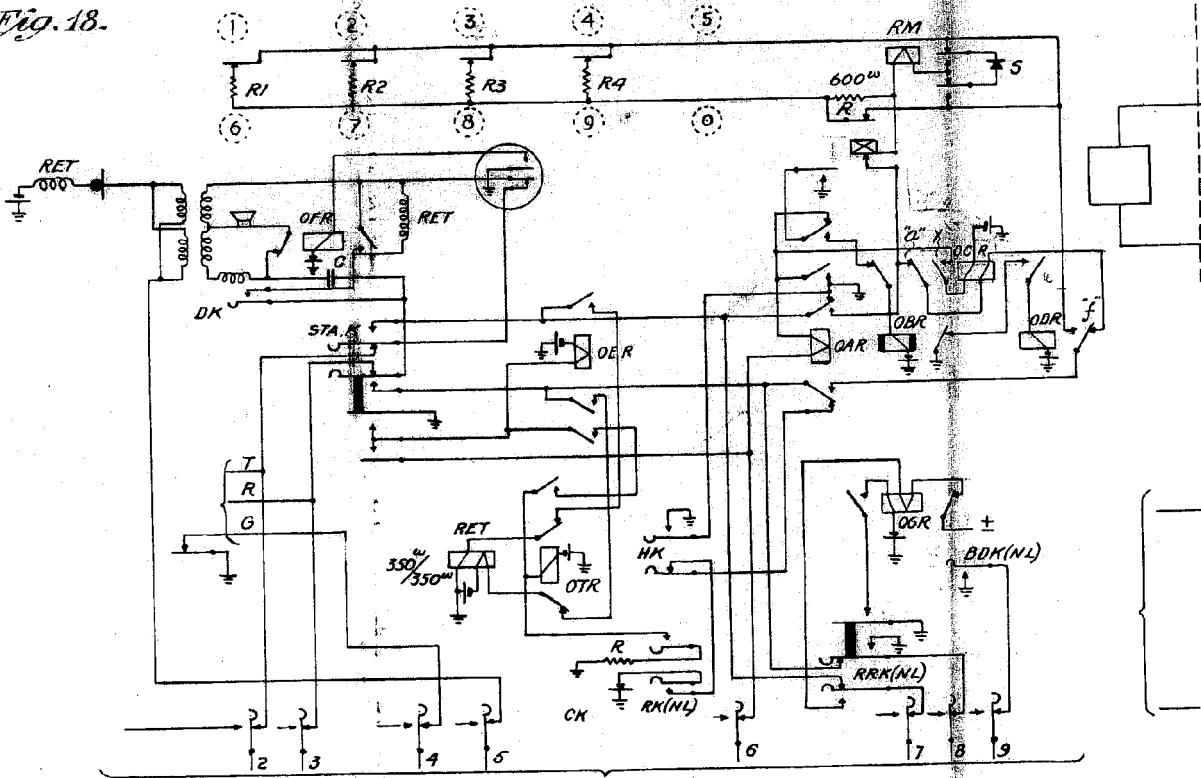 Fig. 18.
1 2 3 4 5
RM
S
600ω
R1 R2 R3 R4 R
6 7 8 9 0
RET
OFR
RET
C
DK
"a" X
OCR
c
STA.K
OER
OAR
OBR
ODR
"f"
T
R
G
RET
350ω/350ω
OTR
HK
OGR
±
BDK(NL)
R
CK
RK(NL)
RRK(NL)
2 3 4 5 6 7 8 9